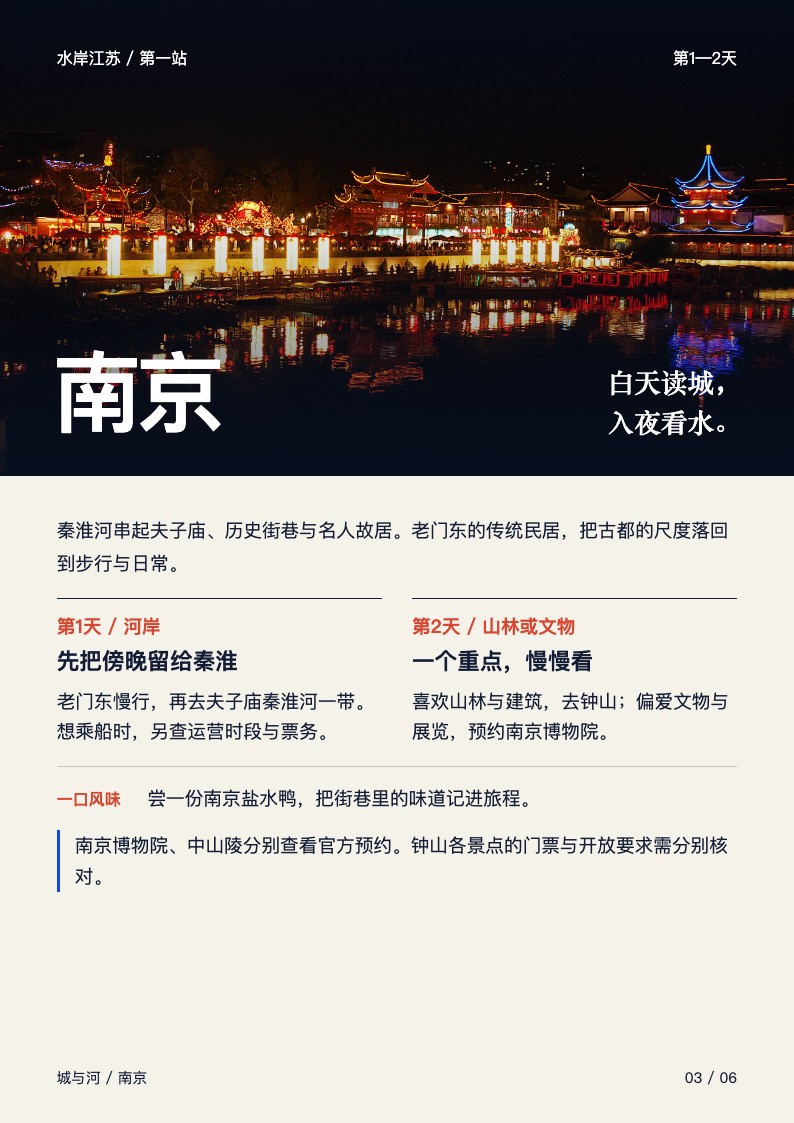 水岸江苏 / 第一站
第1—2天
南京
白天读城，
入夜看水。
秦淮河串起夫子庙、历史街巷与名人故居。老门东的传统民居，把古都的尺度落回
到步行与日常。
第1天 / 河岸
先把傍晚留给秦淮
老门东慢行，再去夫子庙秦淮河一带。
想乘船时，另查运营时段与票务。
第2天 / 山林或文物
一个重点，慢慢看
喜欢山林与建筑，去钟山；偏爱文物与
展览，预约南京博物院。
一口风味 尝一份南京盐水鸭，把街巷里的味道记进旅程。
南京博物院、中山陵分别查看官方预约。钟山各景点的门票与开放要求需分别核
对。
城与河 / 南京
03 / 06